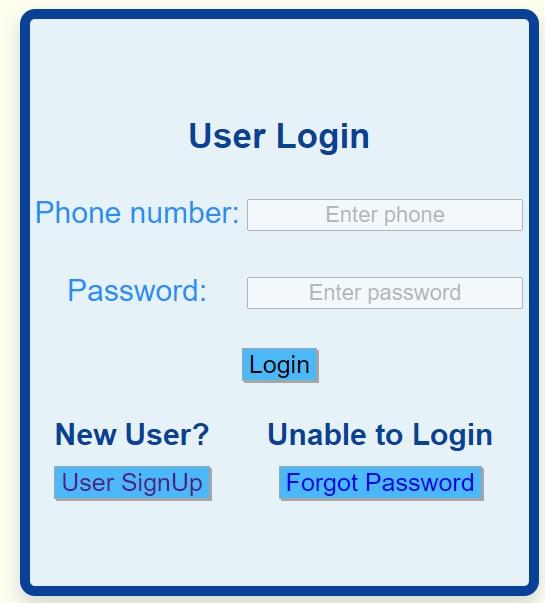 User Login
Phone number: Enter phone
Password: Enter password
Login
New User? Unable to Login
User SignUp Forgot Password